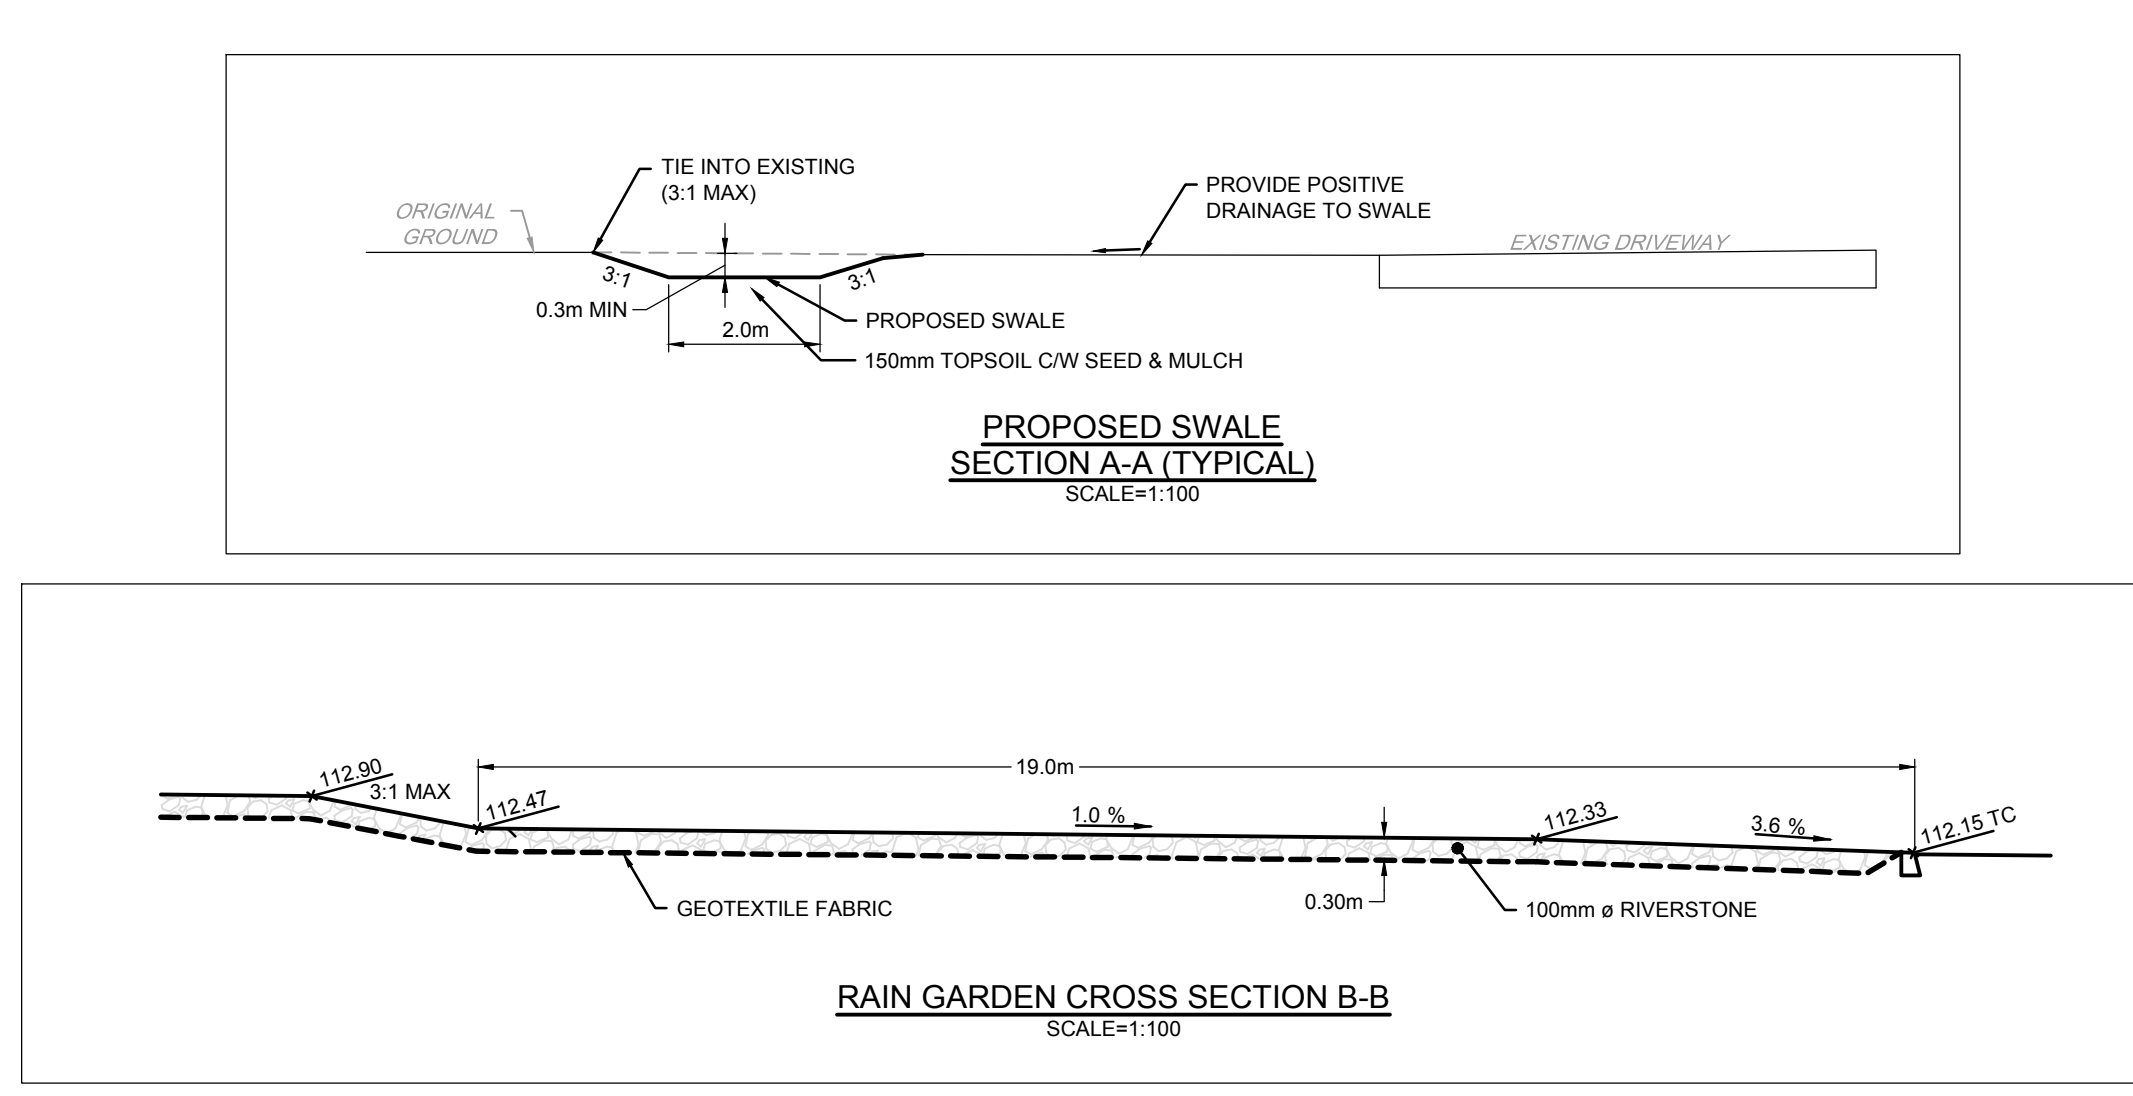 TIE INTO EXISTING
(3:1 MAX)
PROVIDE POSITIVE
DRAINAGE TO SWALE
ORIGINAL
GROUND
EXISTING DRIVEWAY
3:1
3:1
0.3m MIN
2.0m
PROPOSED SWALE
150mm TOPSOIL C/W SEED & MULCH
PROPOSED SWALE
SECTION A-A (TYPICAL)
SCALE=1:100
19.0m
112.90
3:1 MAX
112.47
1.0 %
112.33
3.6 %
112.15 TC
0.30m
GEOTEXTILE FABRIC
100mm ø RIVERSTONE
RAIN GARDEN CROSS SECTION B-B
SCALE=1:100